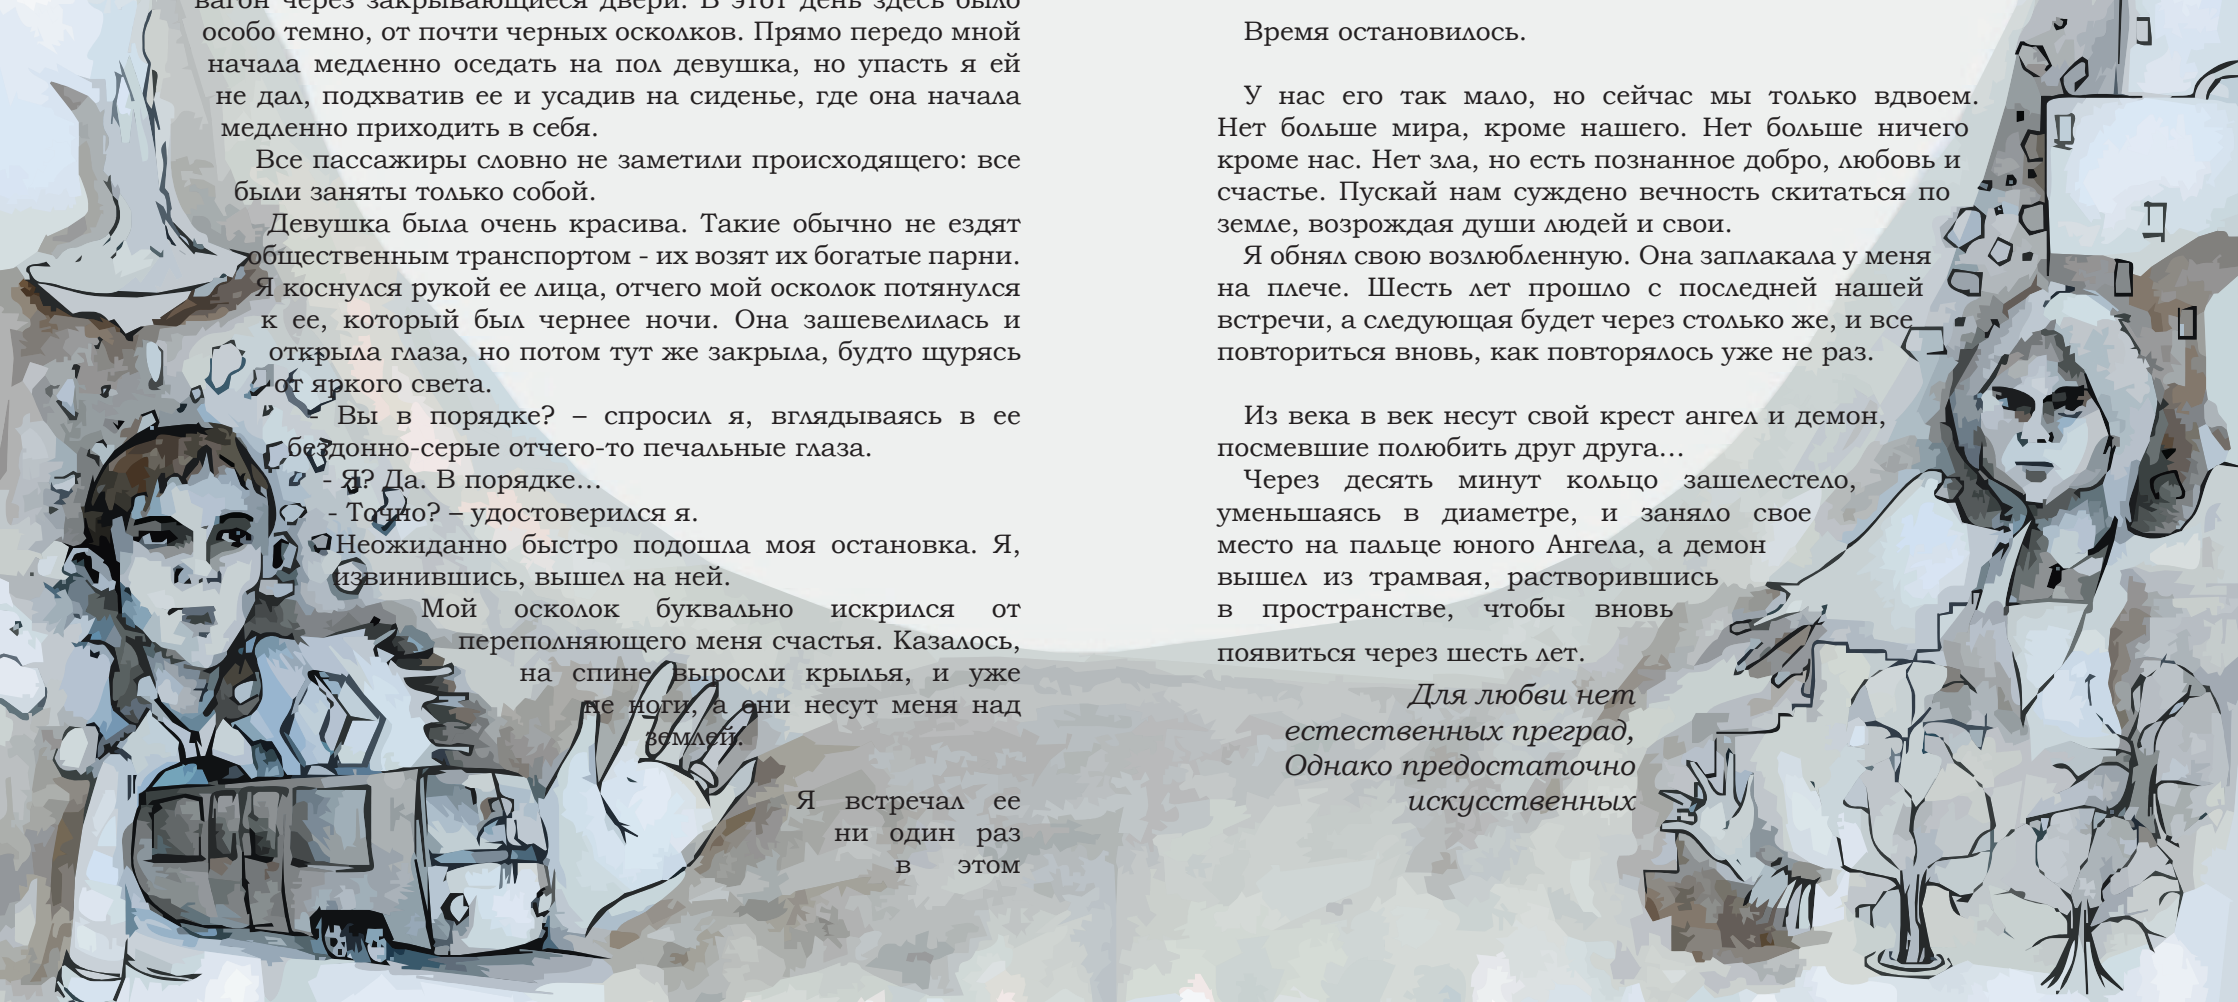 вагон через закрывающиеся двери. В этот день здесь было
особо темно, от почти черных осколков. Прямо передо мной
начала медленно оседать на пол девушка, но упасть я ей
не дал, подхватив ее и усадив на сиденье, где она начала
медленно приходить в себя.
Все пассажиры словно не заметили происходящего: все
были заняты только собой.
Девушка была очень красива. Такие обычно не ездят
общественным транспортом - их возят их богатые парни.
Я коснулся рукой ее лица, отчего мой осколок потянулся
к ее, который был чернее ночи. Она зашевелилась и
открыла глаза, но потом тут же закрыла, будто щурясь
от яркого света.
- Вы в порядке? – спросил я, вглядываясь в ее
бездонно-серые отчего-то печальные глаза.
- Я? Да. В порядке…
- Точно? – удостоверился я.
Неожиданно быстро подошла моя остановка. Я,
извинившись, вышел на ней.
Мой осколок буквально искрился от
переполняющего меня счастья. Казалось,
на спине выросли крылья, и уже
не ноги, а они несут меня над
землей.
Я встречал ее
ни один раз
в этом
Время остановилось.
У нас его так мало, но сейчас мы только вдвоем.
Нет больше мира, кроме нашего. Нет больше ничего
кроме нас. Нет зла, но есть познанное добро, любовь и
счастье. Пускай нам суждено вечность скитаться по
земле, возрождая души людей и свои.
Я обнял свою возлюбленную. Она заплакала у меня
на плече. Шесть лет прошло с последней нашей
встречи, а следующая будет через столько же, и все
повториться вновь, как повторялось уже не раз.
Из века в век несут свой крест ангел и демон,
посмевшие полюбить друг друга…
Через десять минут кольцо зашелестело,
уменьшаясь в диаметре, и заняло свое
место на пальце юного Ангела, а демон
вышел из трамвая, растворившись
в пространстве, чтобы вновь
появиться через шесть лет.
Для любви нет
естественных преград,
Однако предостаточно
искусственных